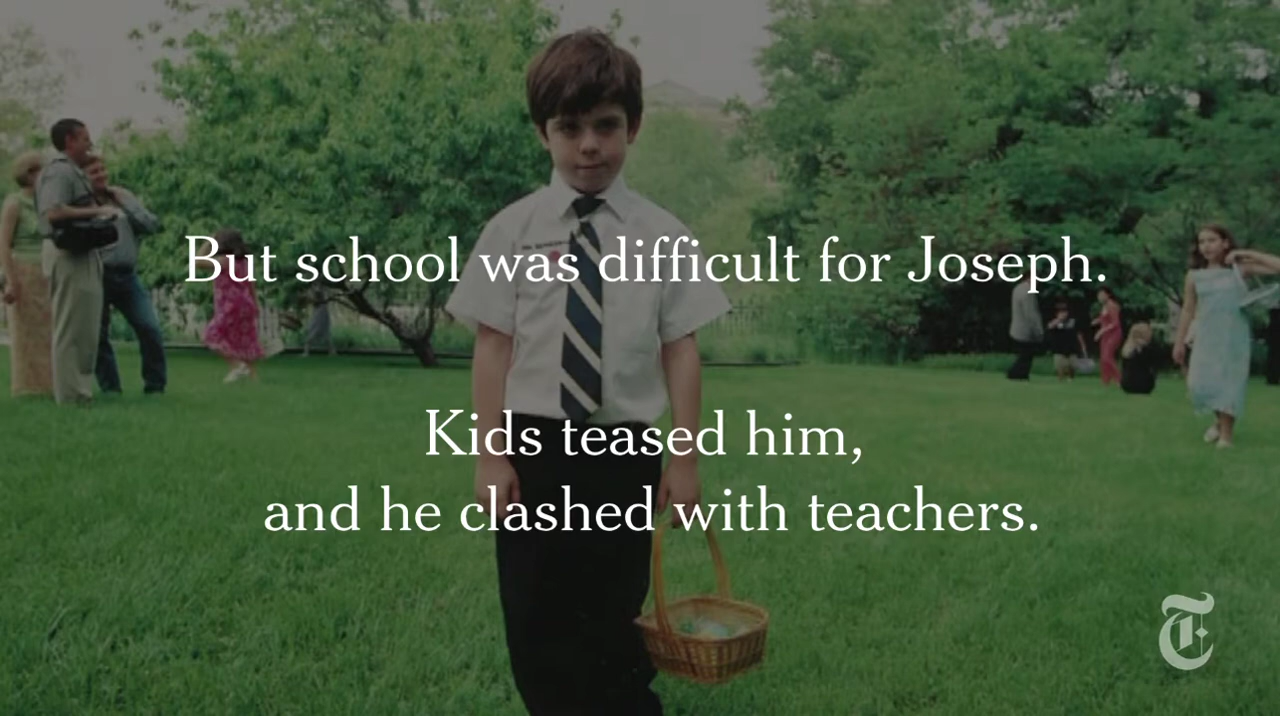 But school was difficult for Joseph.
Kids teased him,
and he clashed with teachers.
T